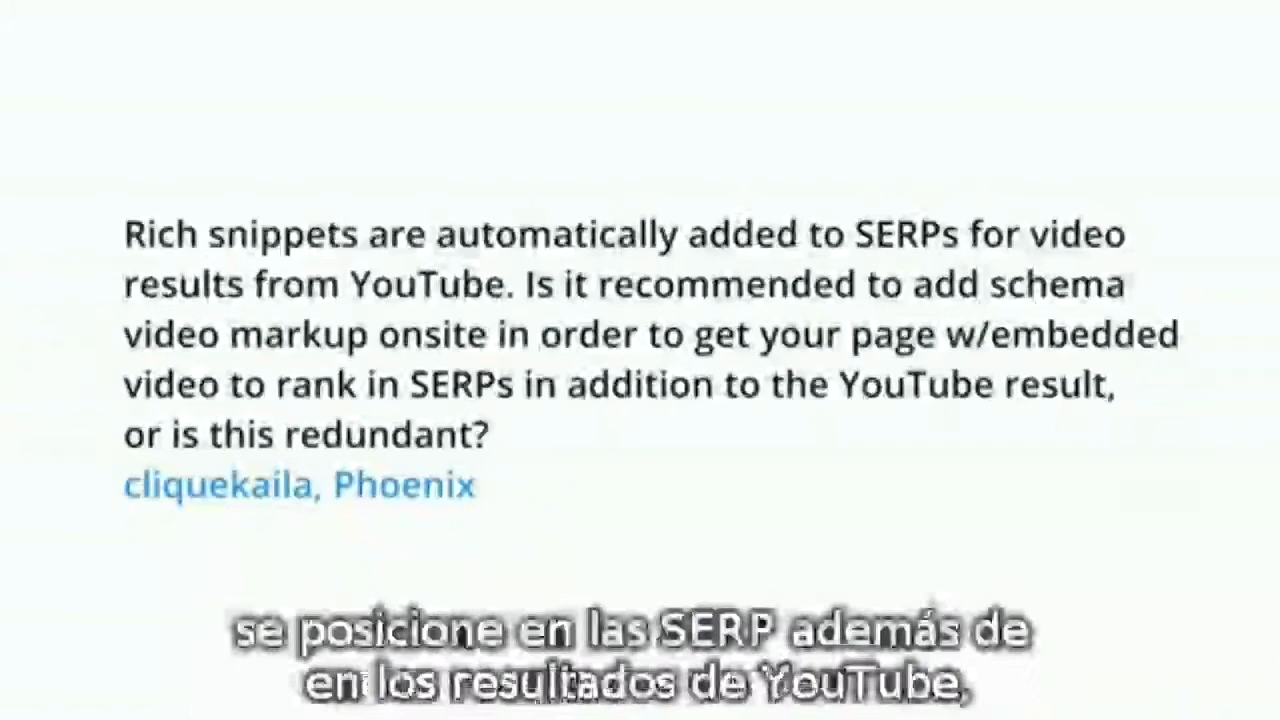 Rich snippets are automatically added to SERPs for video
results from YouTube. Is it recommended to add schema
video markup onsite in order to get your page w/embedded
video to rank in SERPs in addition to the YouTube result,
or is this redundant?
cliquekaila, Phoenix
se posicione en las SERP además de
en los resultados de YouTube,